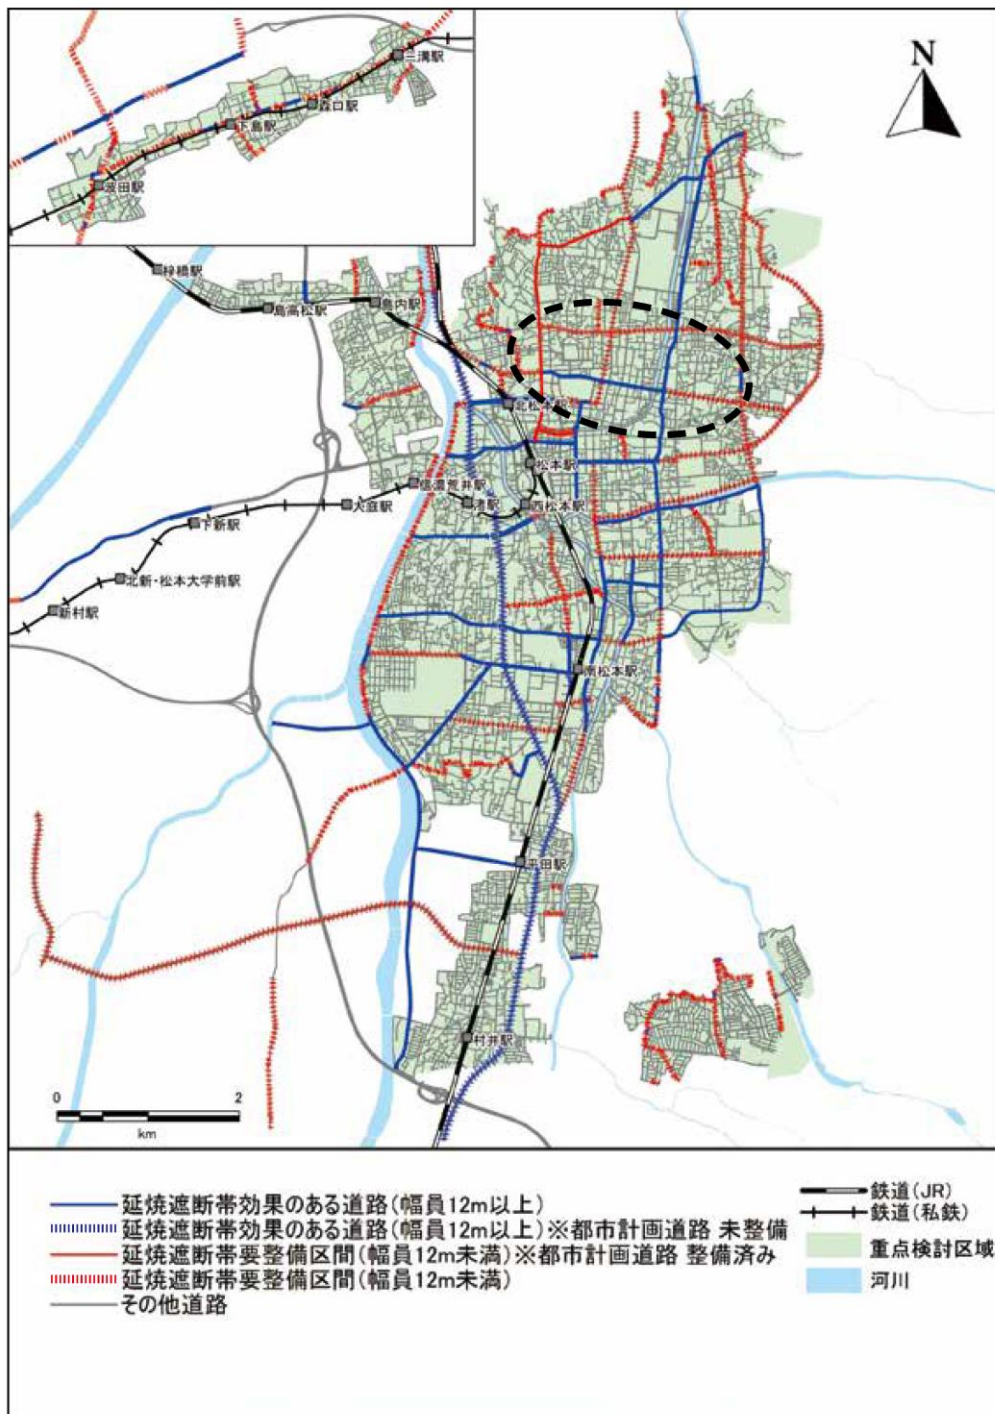 三溝駅
森口駅
下島駅
波田駅
N
梓橋駅
島高松駅
島内駅
北松本駅
松本駅
信濃荒井駅
渚駅
西松本駅
大庭駅
下新駅
北新・松本大学前駅
新村駅
南松本駅
平田駅
村井駅
0 2
km
延焼遮断帯効果のある道路(幅員12m以上)
延焼遮断帯効果のある道路(幅員12m以上)※都市計画道路 未整備
延焼遮断帯要整備区間(幅員12m未満)※都市計画道路 整備済み
延焼遮断帯要整備区間(幅員12m未満)
その他道路
鉄道(JR)
鉄道(私鉄)
重点検討区域
河川